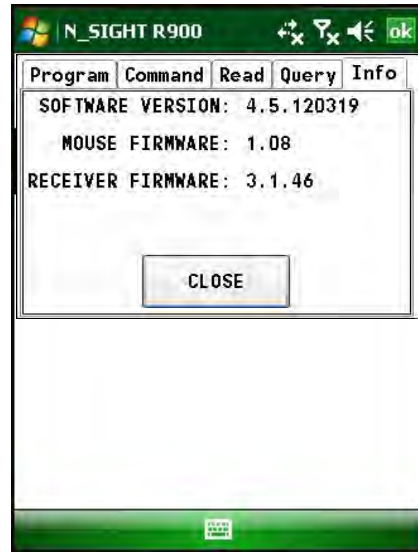 N_SIGHT R900 ok
Program Command Read Query Info
SOFTWARE VERSION: 4.5.120319
MOUSE FIRMWARE: 1.08
RECEIVER FIRMWARE: 3.1.46
CLOSE